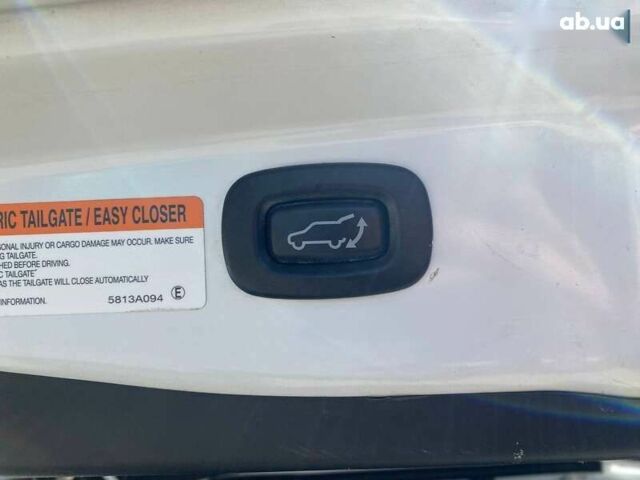 ab.ua
RIC TAILGATE / EASY CLOSER
SONAL INJURY OR CARGO DAMAGE MAY OCCUR. MAKE SURE
G TAILGATE.
HED BEFORE DRIVING.
C TAILGATE"
AS THE TAILGATE WILL CLOSE AUTOMATICALLY
INFORMATION.
5813A094 E